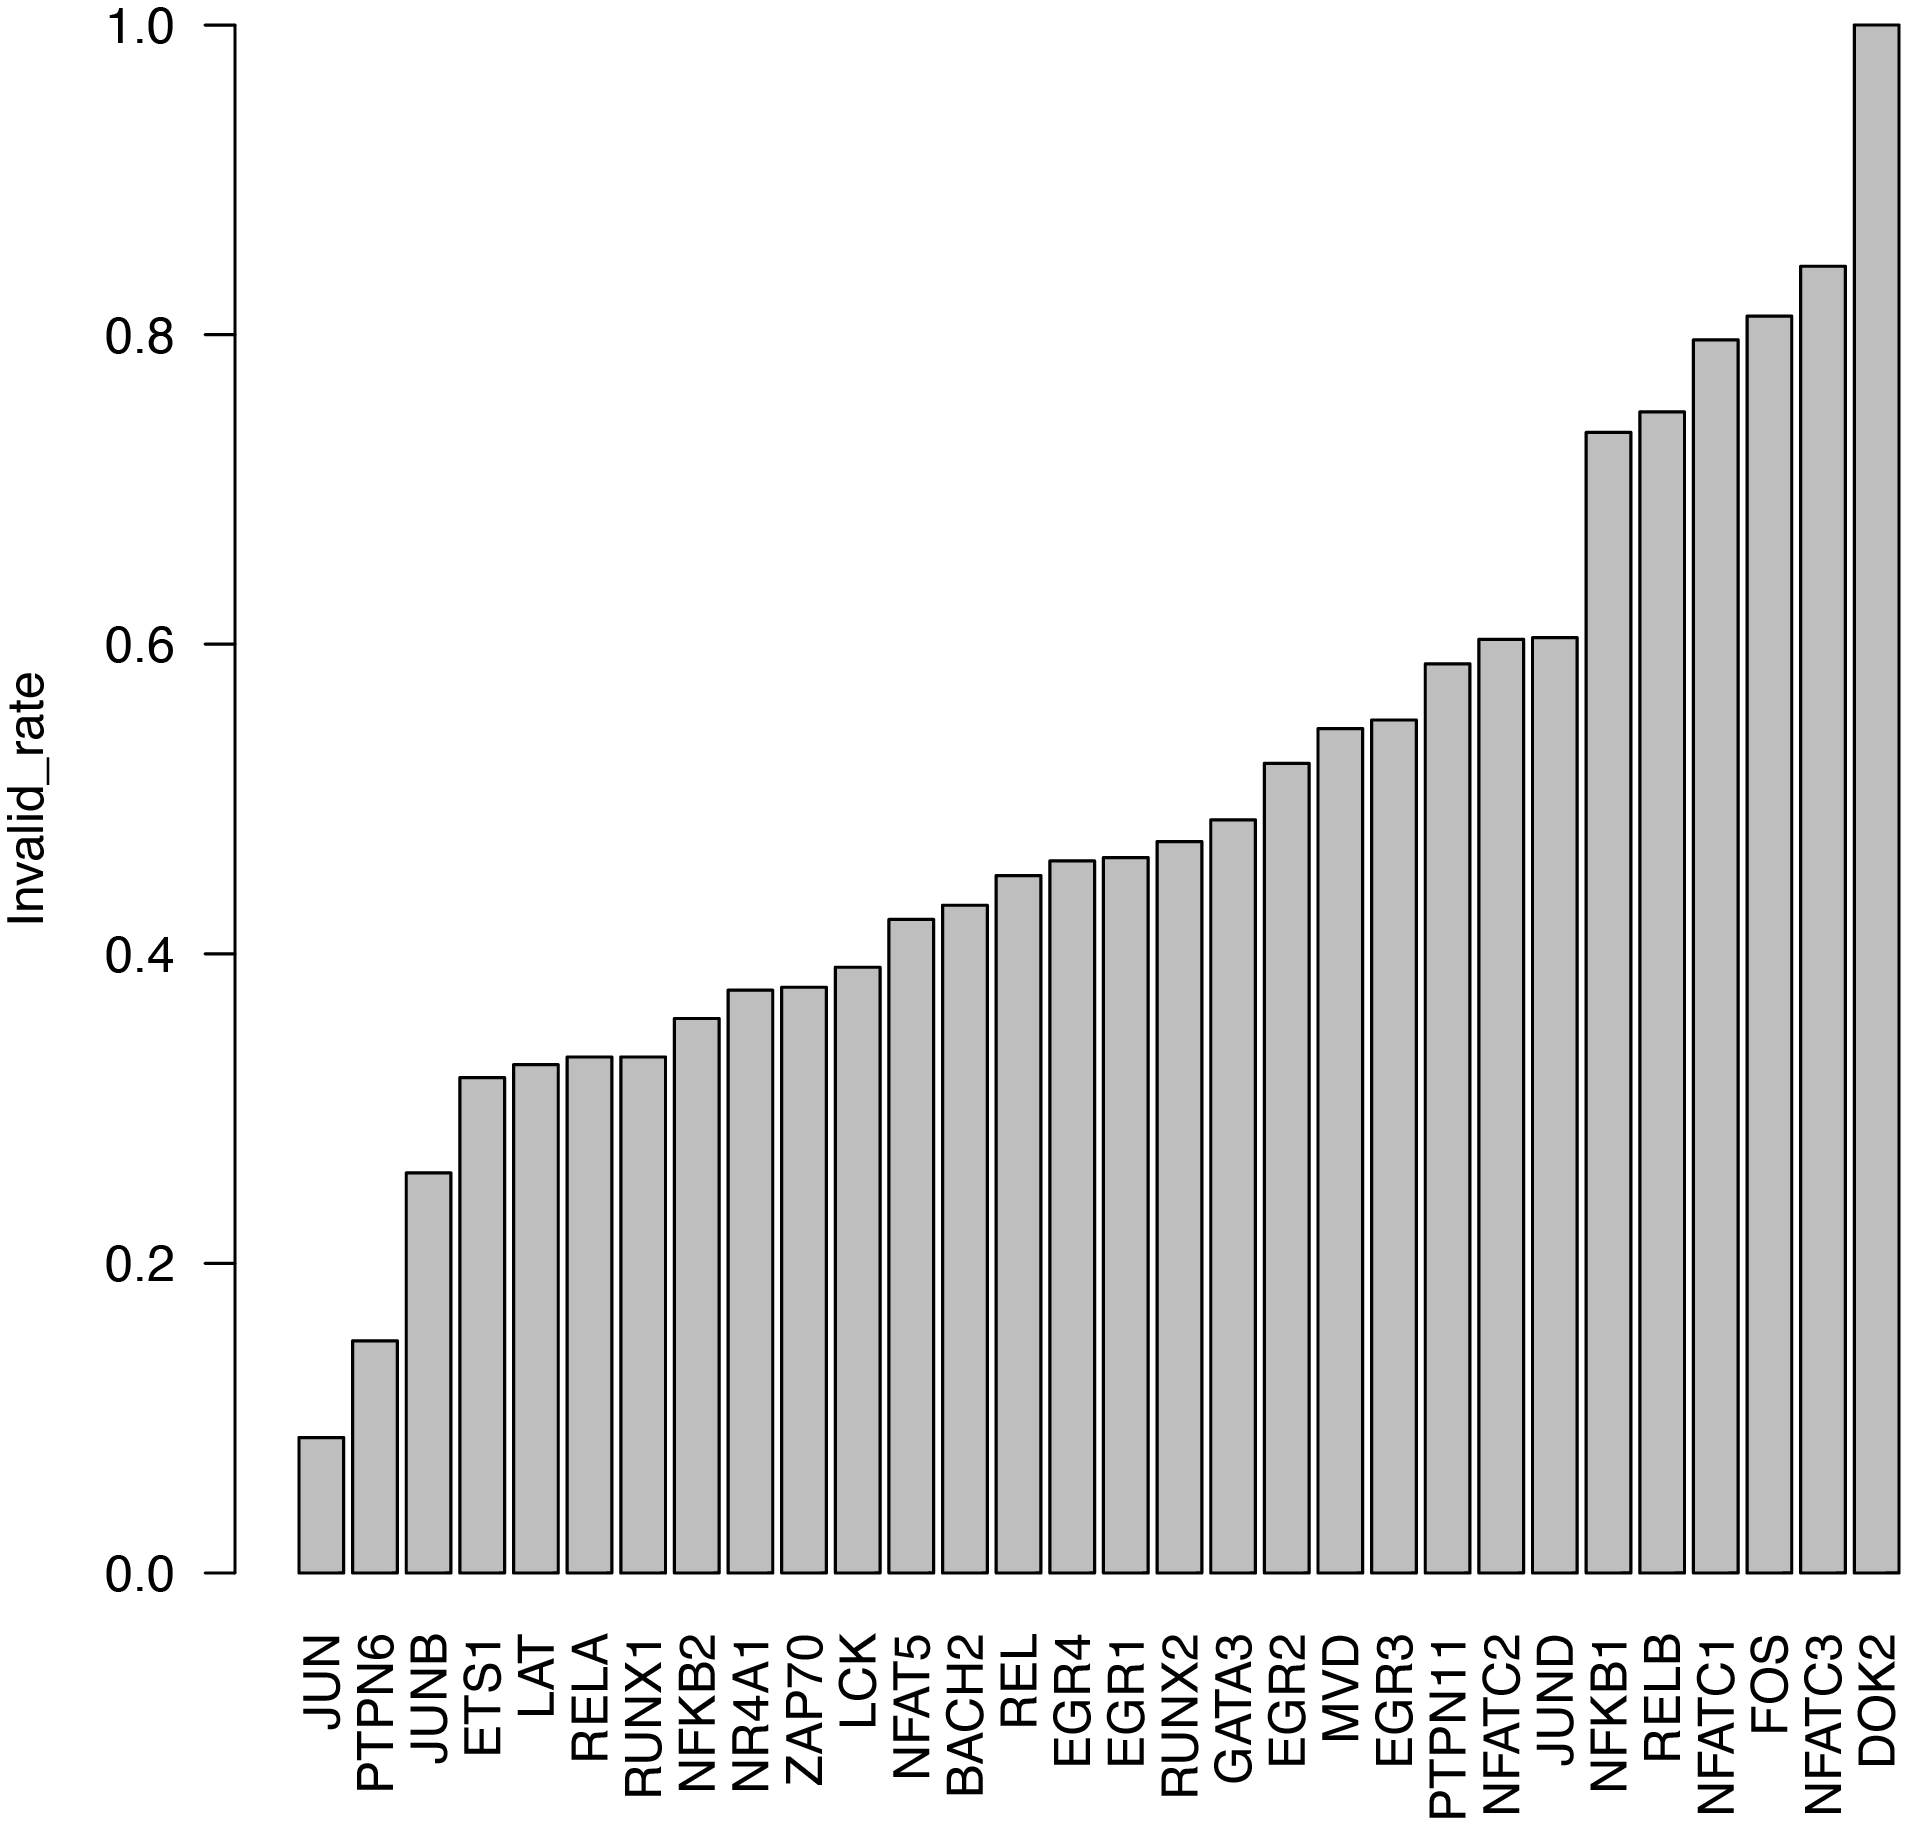 Invalid_rate
1.0
0.8
0.6
0.4
0.2
0.0
JUN
PTPN6
JUNB
ETS1
LAT
RELA
RUNX1
NFKB2
NR4A1
ZAP70
LCK
NFAT5
BACH2
REL
EGR4
EGR1
RUNX2
GATA3
EGR2
MVD
EGR3
PTPN11
NFATC2
JUND
NFKB1
RELB
NFATC1
FOS
NFATC3
DOK2